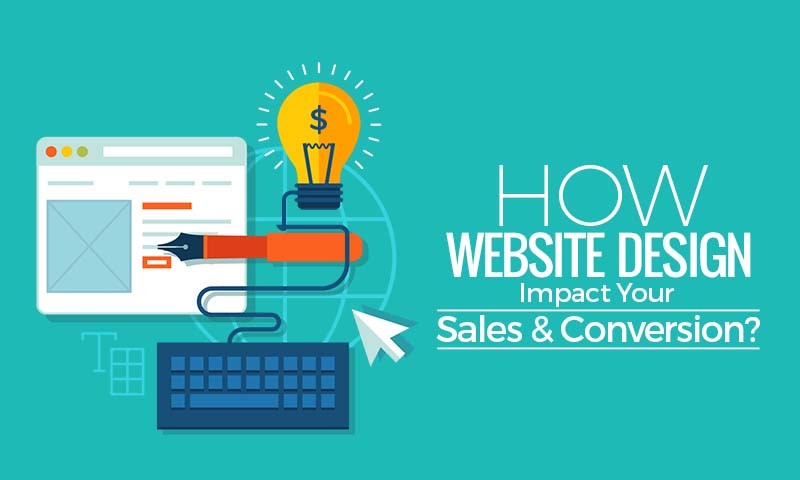 $
HOW
WEBSITE DESIGN
Impact Your
Sales & Conversion?
T